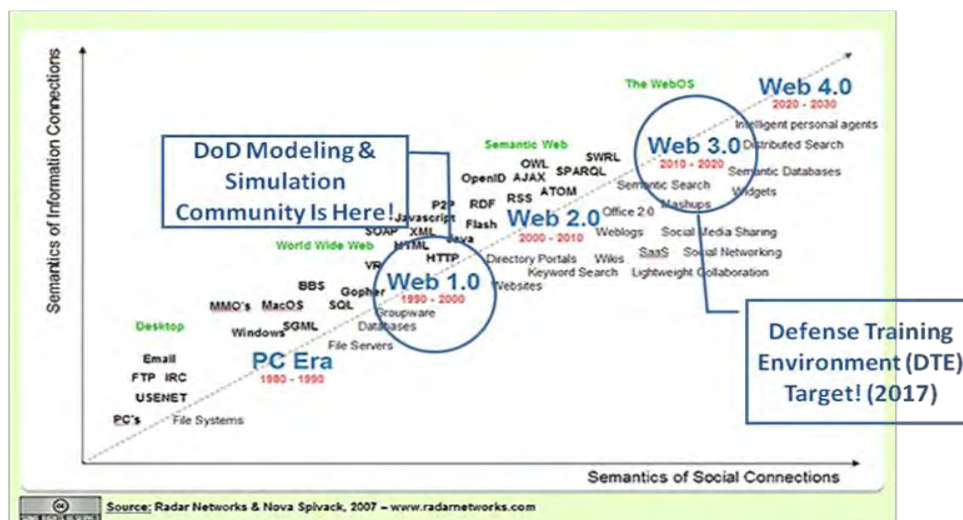 Semantics of Information Connections
The WebOS
Web 4.0
2020 - 2030
Intelligent personal agents
Distributed Search
Web 3.0
2010 - 2020
Semantic Databases
Widgets
Semantic Search
Mashups
DoD Modeling &
Simulation
Community Is Here!
Semantic Web
SWRL
OWL
SPARQL
OpenID
AJAX
ATOM
RSS
P2P
RDF
Javascript
Flash
SOAP
XML
Java
World Wide Web
HTML
HTTP
VR
Web 2.0
2000 - 2010
Office 2.0
Weblogs
Social Media Sharing
Directory Portals
Wikis
SaaS
Social Networking
Keyword Search
Lightweight Collaboration
Websites
Web 1.0
1990 - 2000
BBS
Gopher
MMO's
MacOS
SQL
Groupware
SGML
Databases
Windows
File Servers
Desktop
PC Era
1980 - 1990
Email
FTP IRC
USENET
PC's
File Systems
Defense Training
Environment (DTE)
Target! (2017)
Semantics of Social Connections
cc
Source: Radar Networks & Nova Spivack, 2007 – www.radarnetworks.com